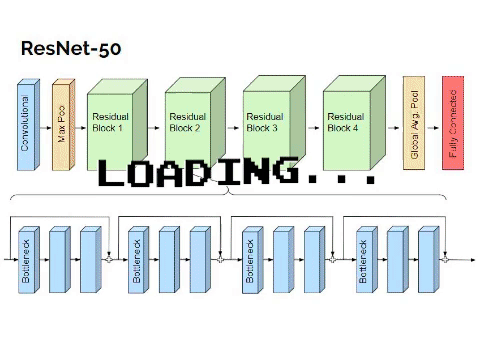 ResNet-50
Convolutional
Max Pool
Residual
Block 1
Residual
Block 2
Residual
Block 3
Residual
Block 4
Global Avg. Pool
Fully Connected
LOADING...
Bottleneck
Bottleneck
Bottleneck
Bottleneck